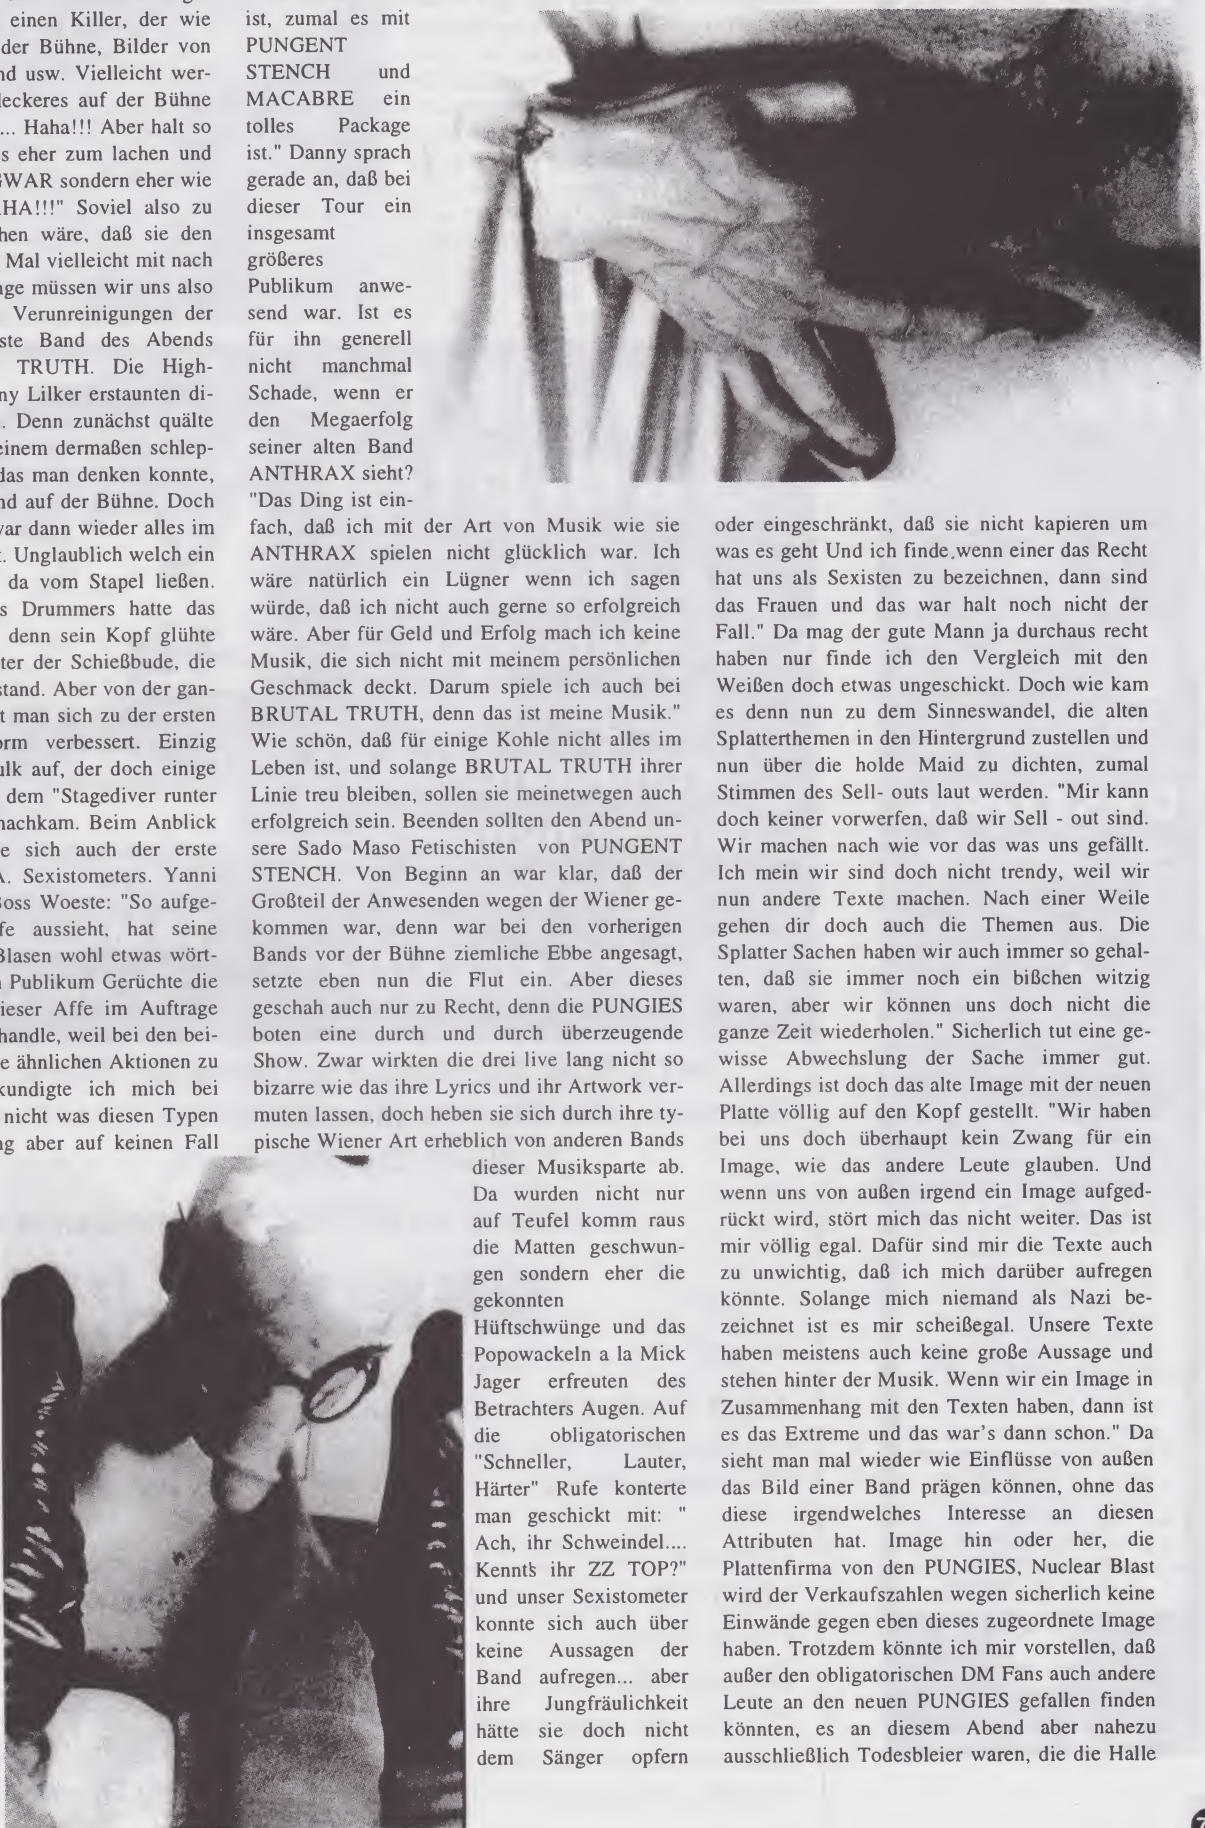 einen Killer, der wie
der Bühne, Bilder von
nd usw. Vielleicht wer-
leckeres auf der Bühne
... Haha!!! Aber halt so
s eher zum lachen und
GWAR sondern eher wie
AHA!!!" Soviel also zu
hen wäre, daß sie den
Mal vielleicht mit nach
nge müssen wir uns also
Verunreinigungen der
ste Band des Abends
TRUTH. Die High-
ny Lilker erstaunten di-
. Denn zunächst quälte
einem dermaßen schlep-
das man denken konnte,
nd auf der Bühne. Doch
var dann wieder alles im
t. Unglaublich welch ein
da vom Stapel ließen.
s Drummers hatte das
denn sein Kopf glühte
ter der Schießbude, die
stand. Aber von der gan-
t man sich zu der ersten
orm verbessert. Einzig
ulk auf, der doch einige
dem "Stagediver runter
nachkam. Beim Anblick
e sich auch der erste
A. Sexistometers. Yanni
Boss Woeste: "So aufge-
fe aussieht, hat seine
Blasen wohl etwas wört-
n Publikum Gerüchte die
ieser Affe im Auftrage
handle, weil bei den bei-
e ähnlichen Aktionen zu
kundigte ich mich bei
nicht was diesen Typen
ng aber auf keinen Fall
ist, zumal es mit
PUNGENT
STENCH und
MACABRE ein
tolles Package
ist." Danny sprach
gerade an, daß bei
dieser Tour ein
insgesamt
größeres
Publikum anwe-
send war. Ist es
für ihn generell
nicht manchmal
Schade, wenn er
den Megaerfolg
seiner alten Band
ANTHRAX sieht?
"Das Ding ist ein-
fach, daß ich mit der Art von Musik wie sie
ANTHRAX spielen nicht glücklich war. Ich
wäre natürlich ein Lügner wenn ich sagen
würde, daß ich nicht auch gerne so erfolgreich
wäre. Aber für Geld und Erfolg mach ich keine
Musik, die sich nicht mit meinem persönlichen
Geschmack deckt. Darum spiele ich auch bei
BRUTAL TRUTH, denn das ist meine Musik."
Wie schön, daß für einige Kohle nicht alles im
Leben ist, und solange BRUTAL TRUTH ihrer
Linie treu bleiben, sollen sie meinetwegen auch
erfolgreich sein. Beenden sollten den Abend un-
sere Sado Maso Fetischisten von PUNGENT
STENCH. Von Beginn an war klar, daß der
Großteil der Anwesenden wegen der Wiener ge-
kommen war, denn war bei den vorherigen
Bands vor der Bühne ziemliche Ebbe angesagt,
setzte eben nun die Flut ein. Aber dieses
geschah auch nur zu Recht, denn die PUNGIES
boten eine durch und durch überzeugende
Show. Zwar wirkten die drei live lang nicht so
bizarre wie das ihre Lyrics und ihr Artwork ver-
muten lassen, doch heben sie sich durch ihre ty-
pische Wiener Art erheblich von anderen Bands
dieser Musiksparte ab.
Da wurden nicht nur
auf Teufel komm raus
die Matten geschwun-
gen sondern eher die
gekonnten
Hüftschwünge und das
Popowackeln a la Mick
Jager erfreuten des
Betrachters Augen. Auf
die obligatorischen
"Schneller, Lauter,
Härter" Rufe konterte
man geschickt mit: "
Ach, ihr Schweindel....
Kennts ihr ZZ TOP?"
und unser Sexistometer
konnte sich auch über
keine Aussagen der
Band aufregen... aber
ihre Jungfräulichkeit
hätte sie doch nicht
dem Sänger opfern
oder eingeschränkt, daß sie nicht kapieren um
was es geht Und ich finde,wenn einer das Recht
hat uns als Sexisten zu bezeichnen, dann sind
das Frauen und das war halt noch nicht der
Fall." Da mag der gute Mann ja durchaus recht
haben nur finde ich den Vergleich mit den
Weißen doch etwas ungeschickt. Doch wie kam
es denn nun zu dem Sinneswandel, die alten
Splatterthemen in den Hintergrund zustellen und
nun über die holde Maid zu dichten, zumal
Stimmen des Sell- outs laut werden. "Mir kann
doch keiner vorwerfen, daß wir Sell - out sind.
Wir machen nach wie vor das was uns gefällt.
Ich mein wir sind doch nicht trendy, weil wir
nun andere Texte machen. Nach einer Weile
gehen dir doch auch die Themen aus. Die
Splatter Sachen haben wir auch immer so gehal-
ten, daß sie immer noch ein bißchen witzig
waren, aber wir können uns doch nicht die
ganze Zeit wiederholen." Sicherlich tut eine ge-
wisse Abwechslung der Sache immer gut.
Allerdings ist doch das alte Image mit der neuen
Platte völlig auf den Kopf gestellt. "Wir haben
bei uns doch überhaupt kein Zwang für ein
Image, wie das andere Leute glauben. Und
wenn uns von außen irgend ein Image aufged-
rückt wird, stört mich das nicht weiter. Das ist
mir völlig egal. Dafür sind mir die Texte auch
zu unwichtig, daß ich mich darüber aufregen
könnte. Solange mich niemand als Nazi be-
zeichnet ist es mir scheißegal. Unsere Texte
haben meistens auch keine große Aussage und
stehen hinter der Musik. Wenn wir ein Image in
Zusammenhang mit den Texten haben, dann ist
es das Extreme und das war's dann schon." Da
sieht man mal wieder wie Einflüsse von außen
das Bild einer Band prägen können, ohne das
diese irgendwelches Interesse an diesen
Attributen hat. Image hin oder her, die
Plattenfirma von den PUNGIES, Nuclear Blast
wird der Verkaufszahlen wegen sicherlich keine
Einwände gegen eben dieses zugeordnete Image
haben. Trotzdem könnte ich mir vorstellen, daß
außer den obligatorischen DM Fans auch andere
Leute an den neuen PUNGIES gefallen finden
könnten, es an diesem Abend aber nahezu
ausschließlich Todesbleier waren, die die Halle